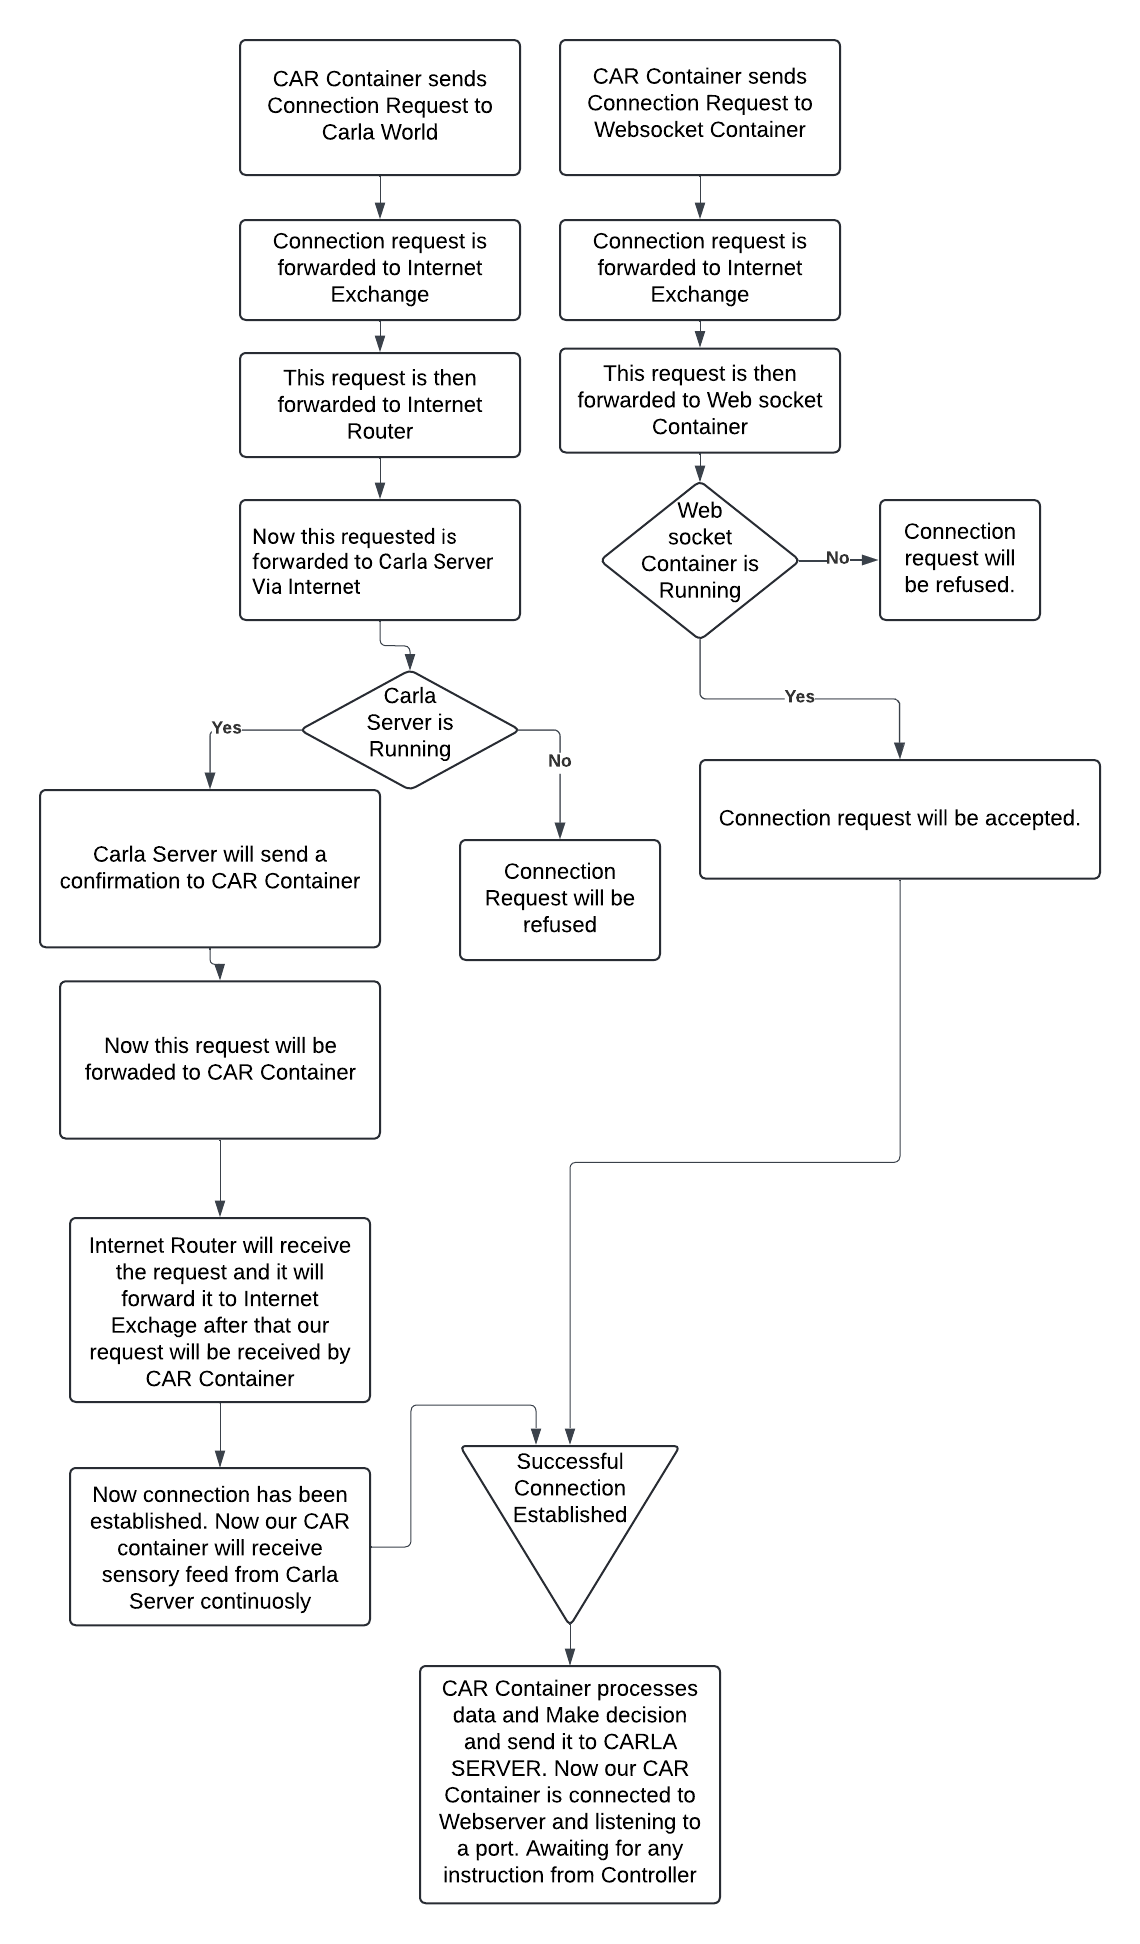 CAR Container sends
Connection Request to
Carla World
CAR Container sends
Connection Request to
Websocket Container
Connection request is
forwarded to Internet
Exchange
Connection request is
forwarded to Internet
Exchange
This request is then
forwarded to Internet
Router
This request is then
forwarded to Web socket
Container
Now this requested is
forwarded to Carla Server
Via Internet
Web
socket
Container is
Running
No
Connection
request will
be refused.
Yes
Carla
Server is
Running
Yes
No
Connection request will be accepted.
Carla Server will send a
confirmation to CAR Container
Connection
Request will be
refused
Now this request will be
forwaded to CAR Container
Internet Router will receive
the request and it will
forward it to Internet
Exchage after that our
request will be received by
CAR Container
Now connection has been
established. Now our CAR
container will receive
sensory feed from Carla
Server continuosly
Successful
Connection
Established
CAR Container processes
data and Make decision
and send it to CARLA
SERVER. Now our CAR
Container is connected to
Webserver and listening to
a port. Awaiting for any
instruction from Controller